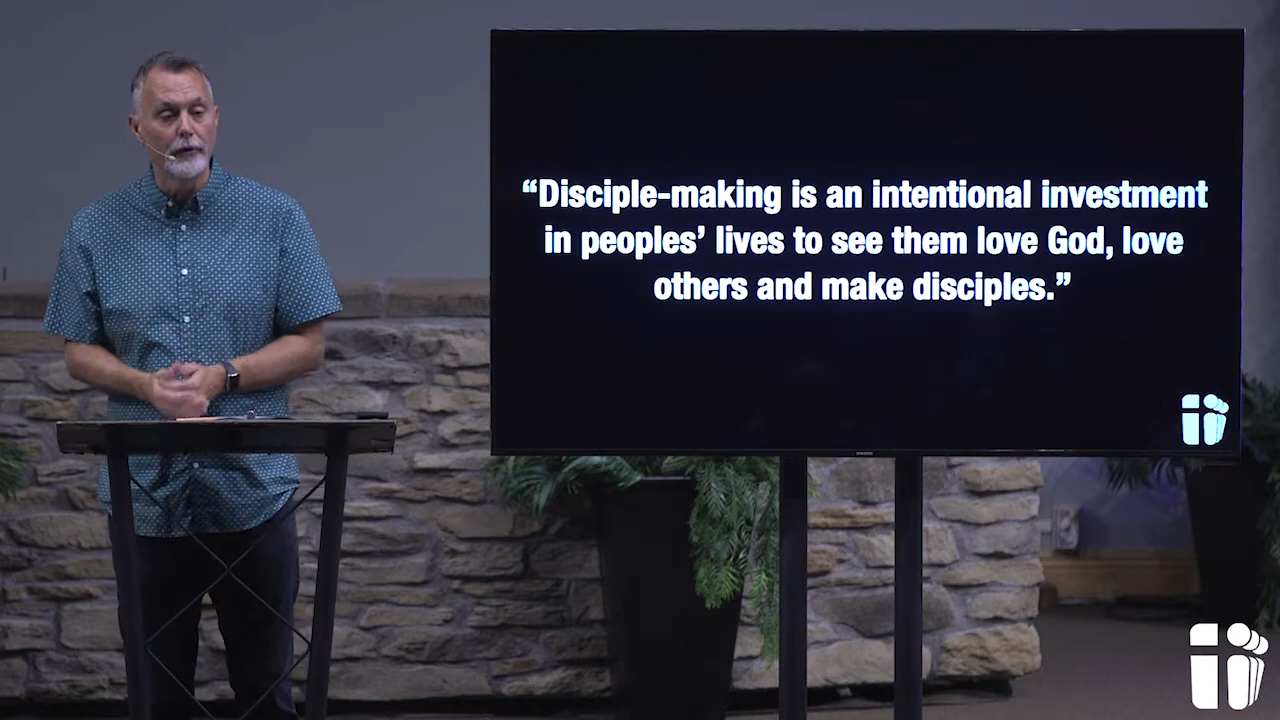 “Disciple-making is an intentional investment
in peoples’ lives to see them love God, love
others and make disciples.”
SAMSUNG